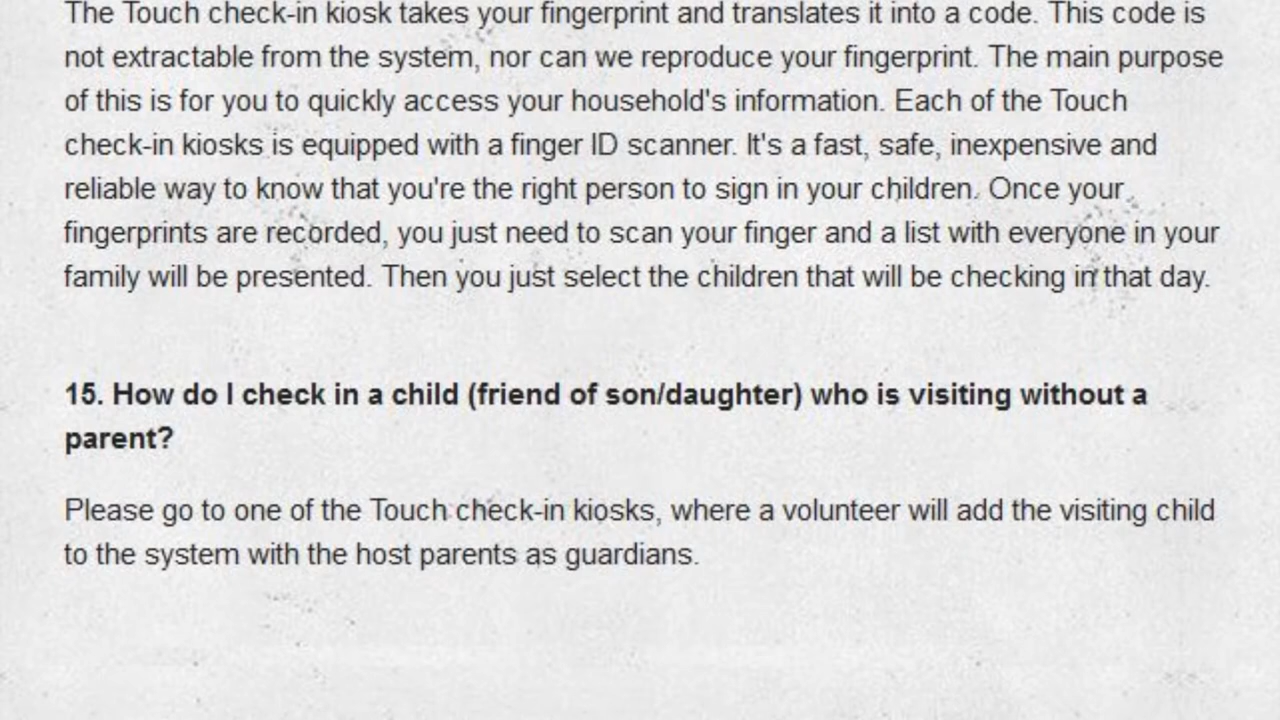 The Touch check-in kiosk takes your fingerprint and translates it into a code. This code is
not extractable from the system, nor can we reproduce your fingerprint. The main purpose
of this is for you to quickly access your household's information. Each of the Touch
check-in kiosks is equipped with a finger ID scanner. It's a fast, safe, inexpensive and
reliable way to know that you're the right person to sign in your children. Once your
fingerprints are recorded, you just need to scan your finger and a list with everyone in your
family will be presented. Then you just select the children that will be checking in that day.
15. How do I check in a child (friend of son/daughter) who is visiting without a
parent?
Please go to one of the Touch check-in kiosks, where a volunteer will add the visiting child
to the system with the host parents as guardians.